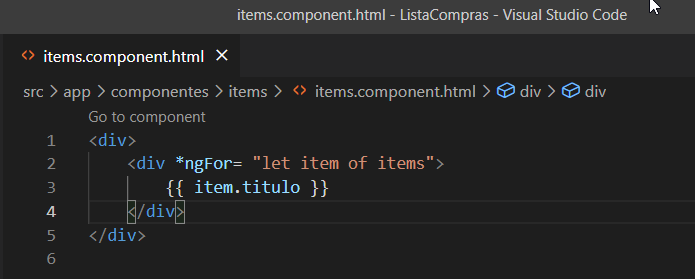 items.component.html - ListaCompras - Visual Studio Code
items.component.html
src > app > componentes > items > items.component.html > div > div
Go to component
1 <div>
2 <div *ngFor= "let item of items">
3 {{ item.titulo }}
4 </div>
5 </div>
6